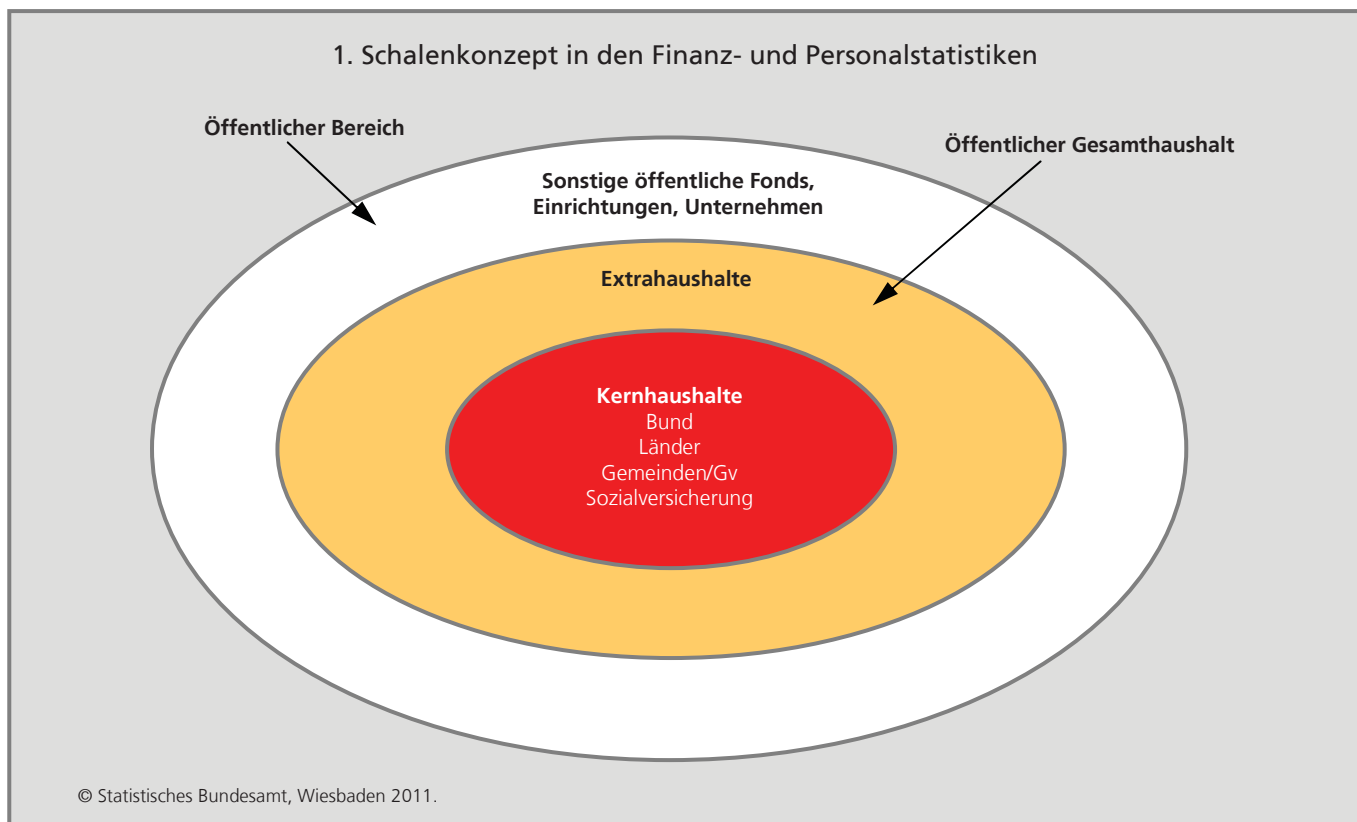 1. Schalenkonzept in den Finanz- und Personalstatistiken
Öffentlicher Bereich
Öffentlicher Gesamthaushalt
Sonstige öffentliche Fonds,
Einrichtungen, Unternehmen
Extrahaushalte
Kernhaushalte
Bund
Länder
Gemeinden/Gv
Sozialversicherung
© Statistisches Bundesamt, Wiesbaden 2011.